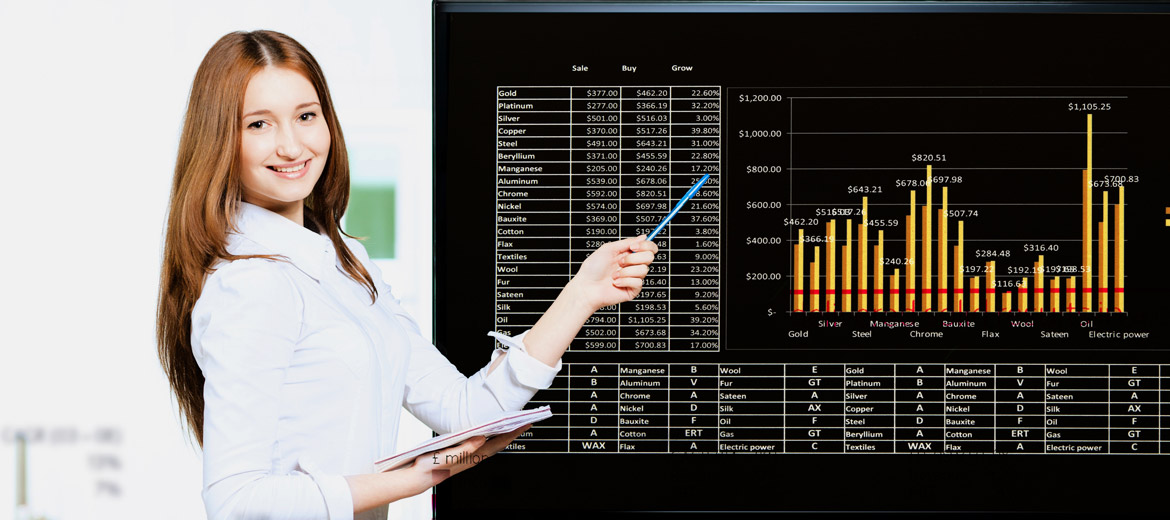 Sale Buy Grow
Gold $377.00 $462.20 22.60%
Platinum $277.00 $366.19 32.20%
Silver $501.00 $516.03 3.00%
Copper $370.00 $517.26 39.80%
Steel $491.00 $643.21 31.00%
Beryllium $371.00 $455.59 22.80%
Manganese $205.00 $240.26 17.20%
Aluminum $539.00 $678.06
Chrome $592.00 $820.51
Nickel $574.00 $697.98 21.60%
Bauxite $369.00 $507.74 37.60%
Cotton $190.00 3.80%
Flax 1.60%
Textiles 9.00%
Wool 23.20%
Fur 13.00%
Sateen $197.65 9.20%
Silk $198.53 5.60%
Oil $794.00 $1,105.25 39.20%
Gas $502.00 $673.68 34.20%
$599.00 $700.83 17.00%
$1,200.00
$1,000.00
$800.00
$600.00
$400.00
$200.00
$-
$462.20 $366.19 $643.21 $455.59 $240.26 $678.06 $820.51 $697.98 $507.74 $284.48 $316.40 $1,105.25 $700.83
Silver Manganese Bauxite Wool Oil
Gold Steel Chrome Flax Sateen Electric power
A Manganese B Wool E Gold A Manganese B Wool E
B Aluminum V Fur GT Platinum B Aluminum V Fur GT
A Chrome A Sateen A Silver A Chrome A Sateen A
A Nickel D Silk AX Copper A Nickel D Silk AX
D Bauxite F Oil F Steel D Bauxite F Oil F
A Cotton ERT Gas GT Beryllium A Cotton ERT Gas GT
WAX Flax A Electric power C Textiles WAX Flax A Electric power C
£ million